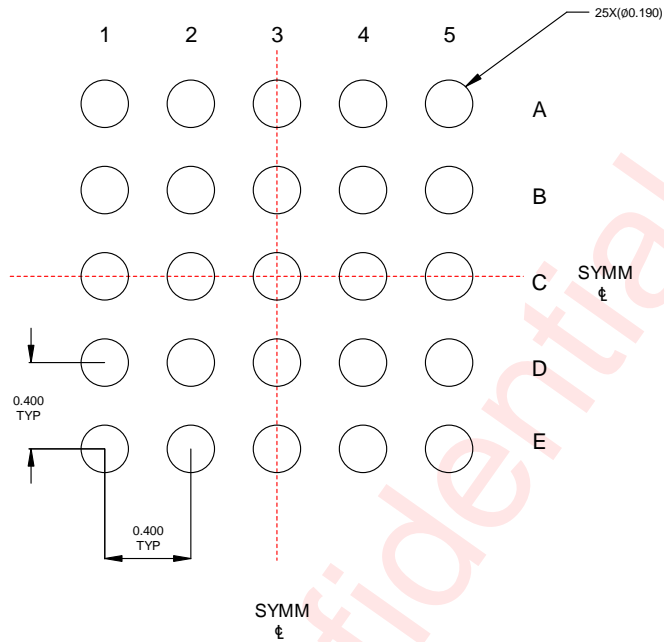 1 2 3 4 5
25X(Ø0.190)
A
B
C
SYMM
℄
D
0.400
TYP
E
0.400
TYP
SYMM
℄